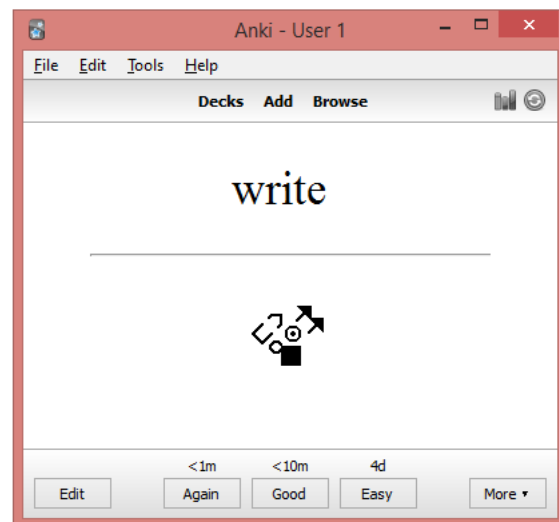 Anki - User 1
File Edit Tools Help
Decks Add Browse
write
<1m <10m 4d
Edit Again Good Easy More ▾